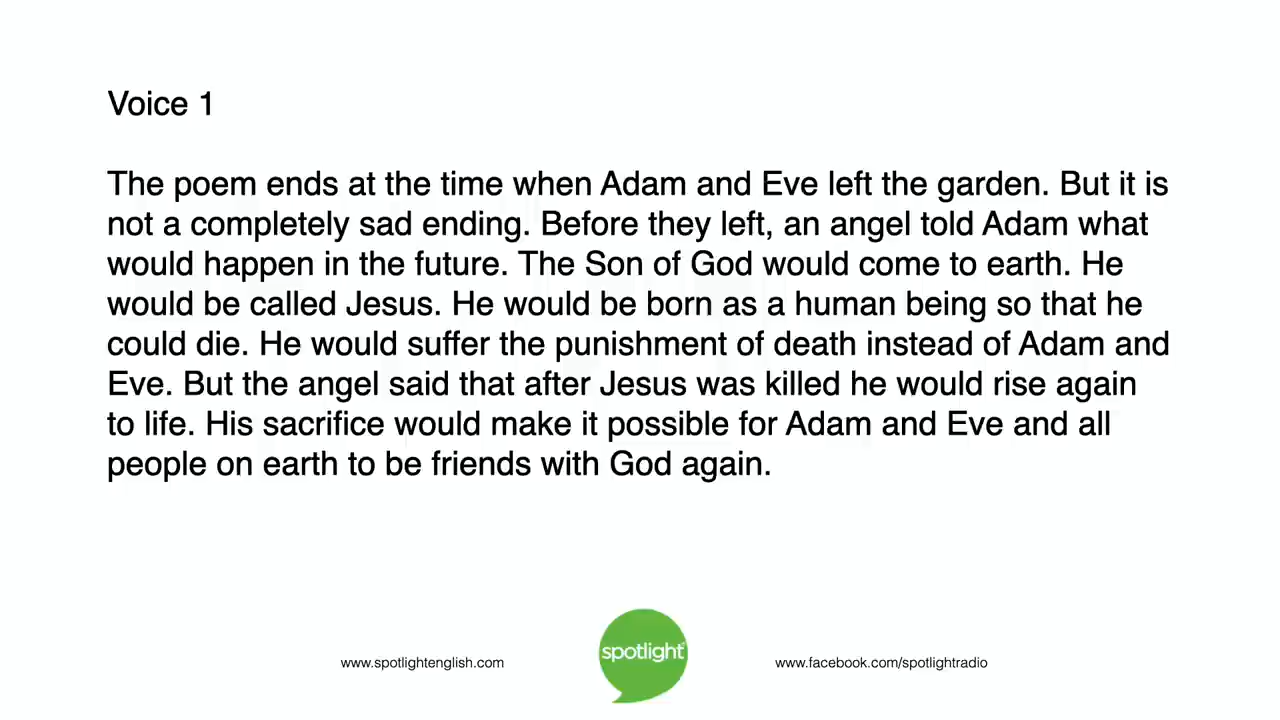 Voice 1
The poem ends at the time when Adam and Eve left the garden. But it is
not a completely sad ending. Before they left, an angel told Adam what
would happen in the future. The Son of God would come to earth. He
would be called Jesus. He would be born as a human being so that he
could die. He would suffer the punishment of death instead of Adam and
Eve. But the angel said that after Jesus was killed he would rise again
to life. His sacrifice would make it possible for Adam and Eve and all
people on earth to be friends with God again.
www.spotlightenglish.com
spotlight
www.facebook.com/spotlightradio